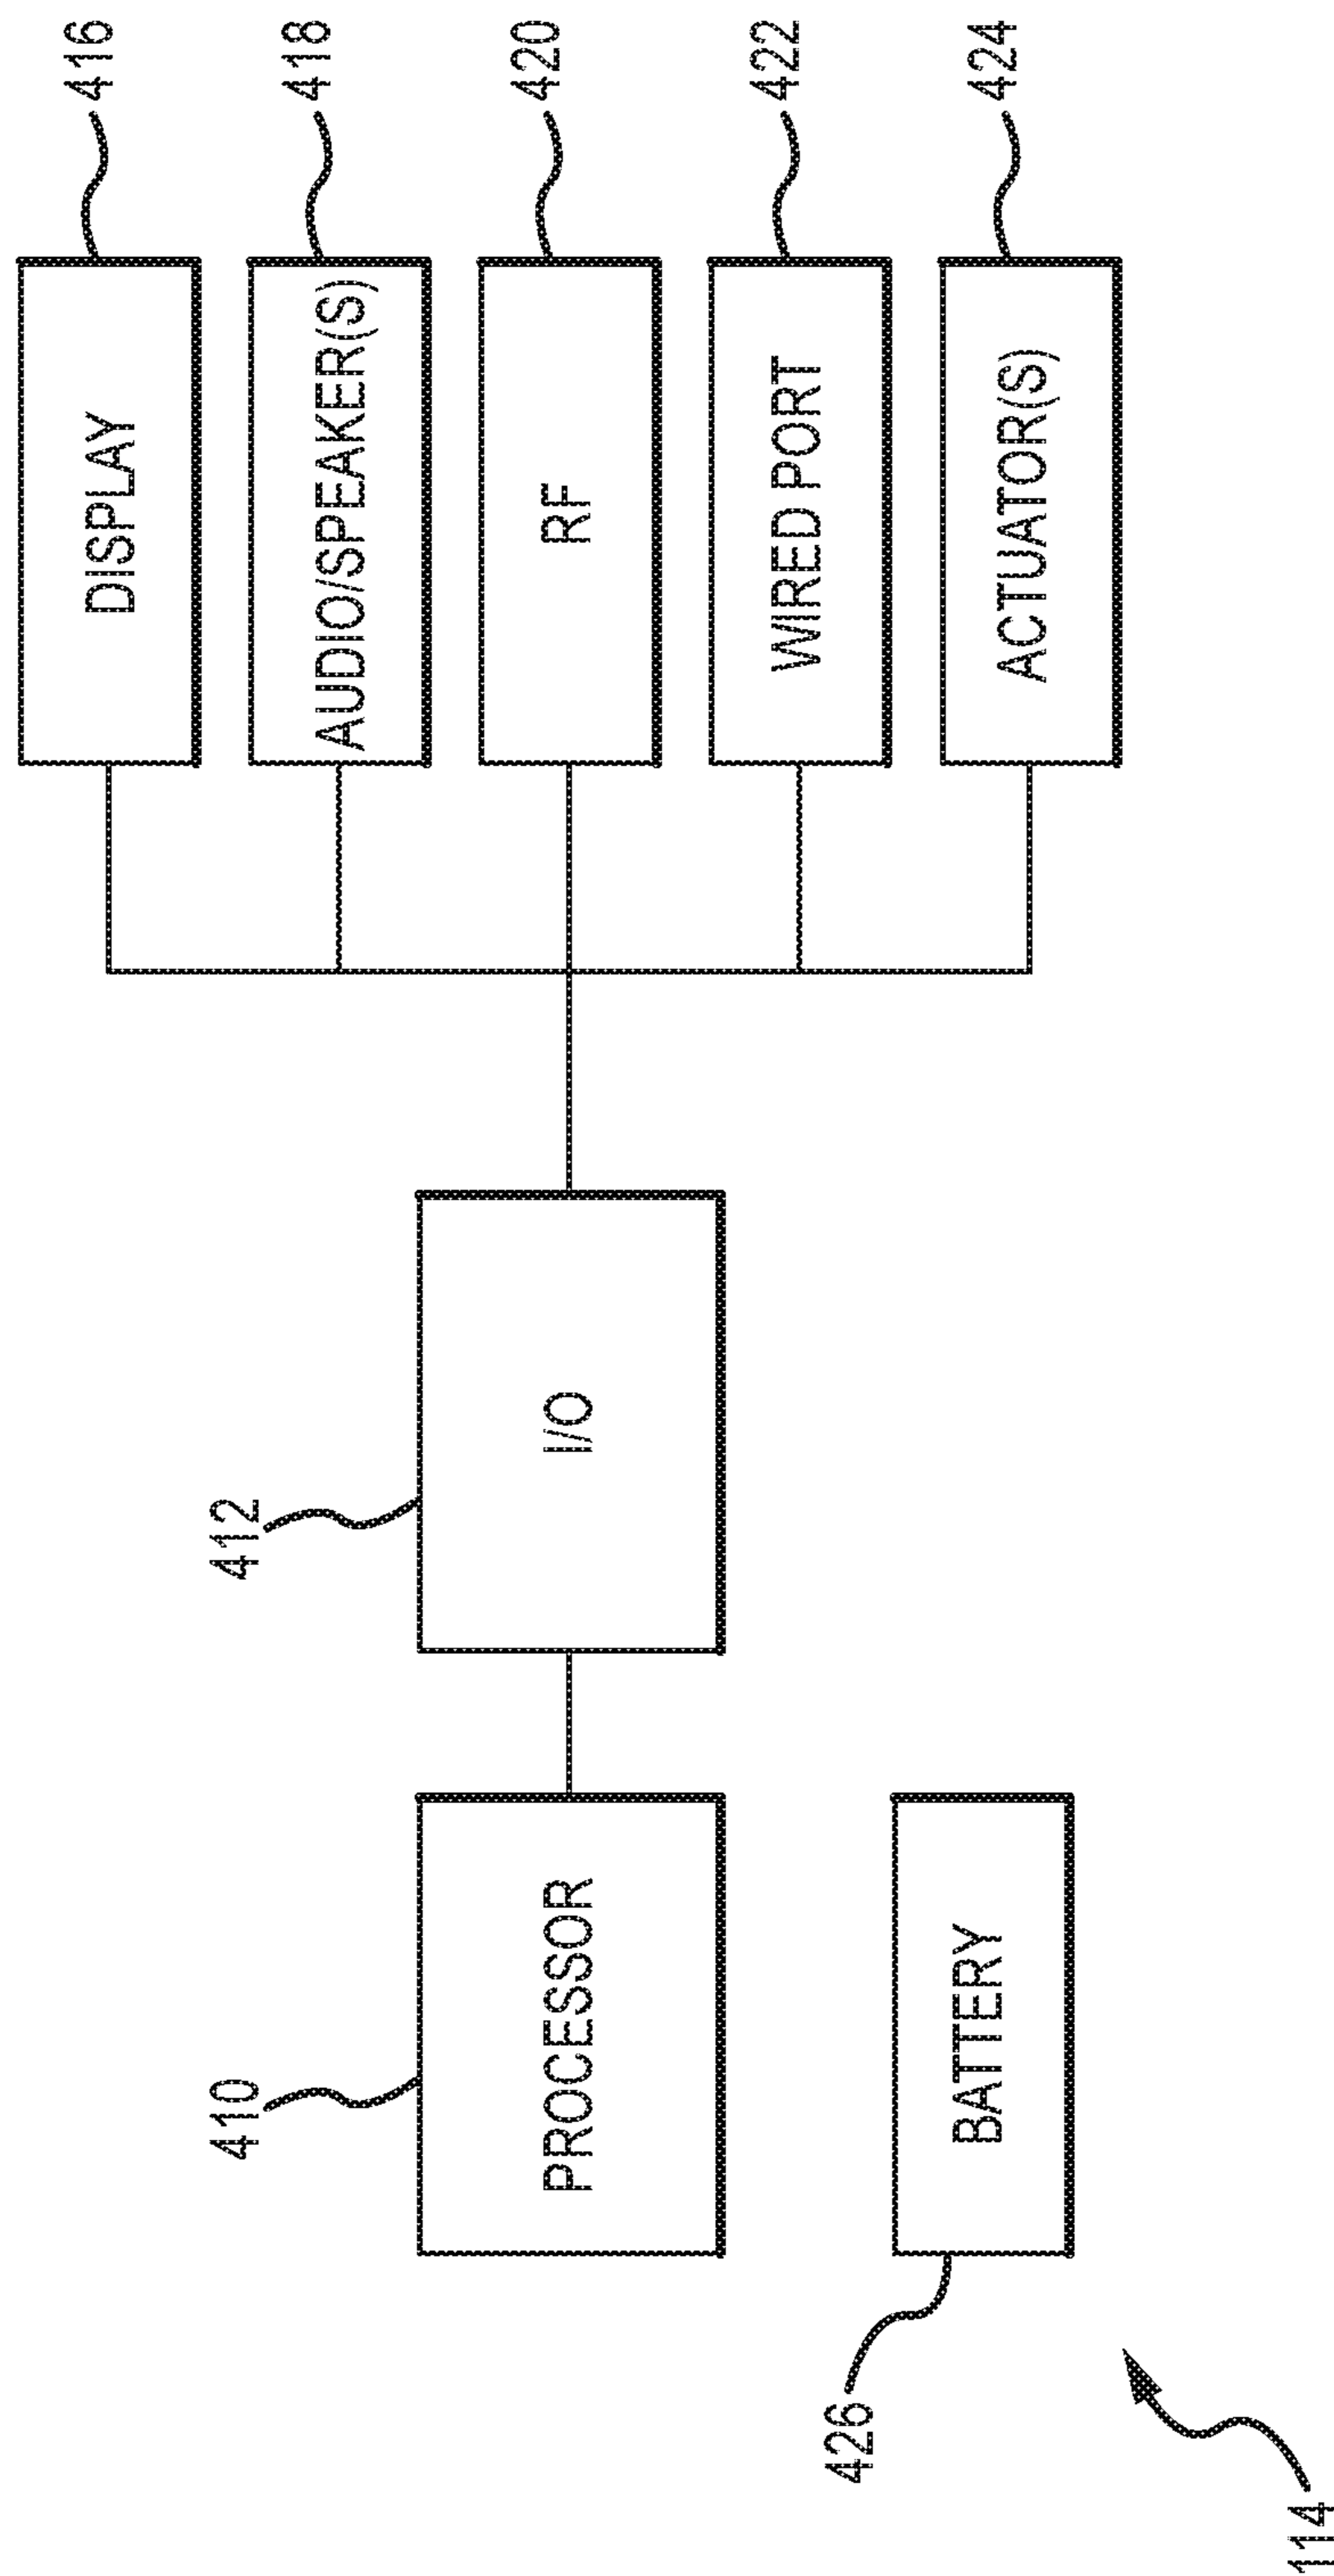 410
PROCESSOR
412
I/O
DISPLAY
416
AUDIO/SPEAKER(S)
418
RF
420
WIRED PORT
422
ACTUATOR(S)
424
BATTERY
426
114